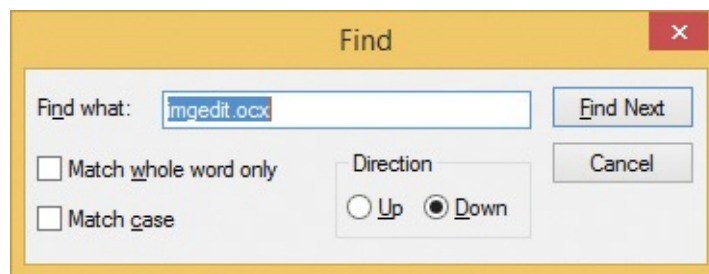 Find
Find what: imgedit.ocx Find Next
Match whole word only Direction Cancel
Match case Up Down